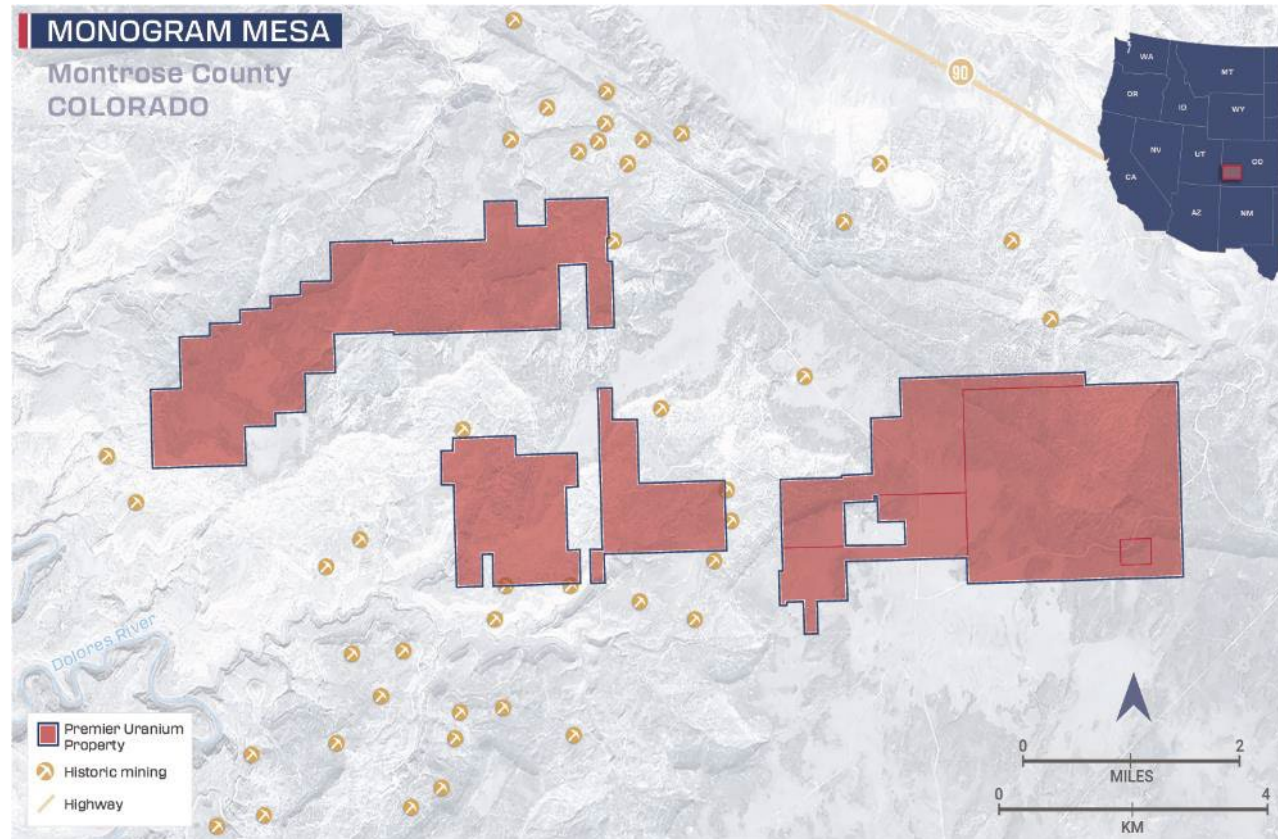 MONOGRAM MESA
Montrose County
COLORADO
90
WA
MT
OR
ID
WY
NV
UT
CO
CA
AZ
NM
Dolores River
Premier Uranium
Property
Historic mining
Highway
0 2
MILES
0 4
KM